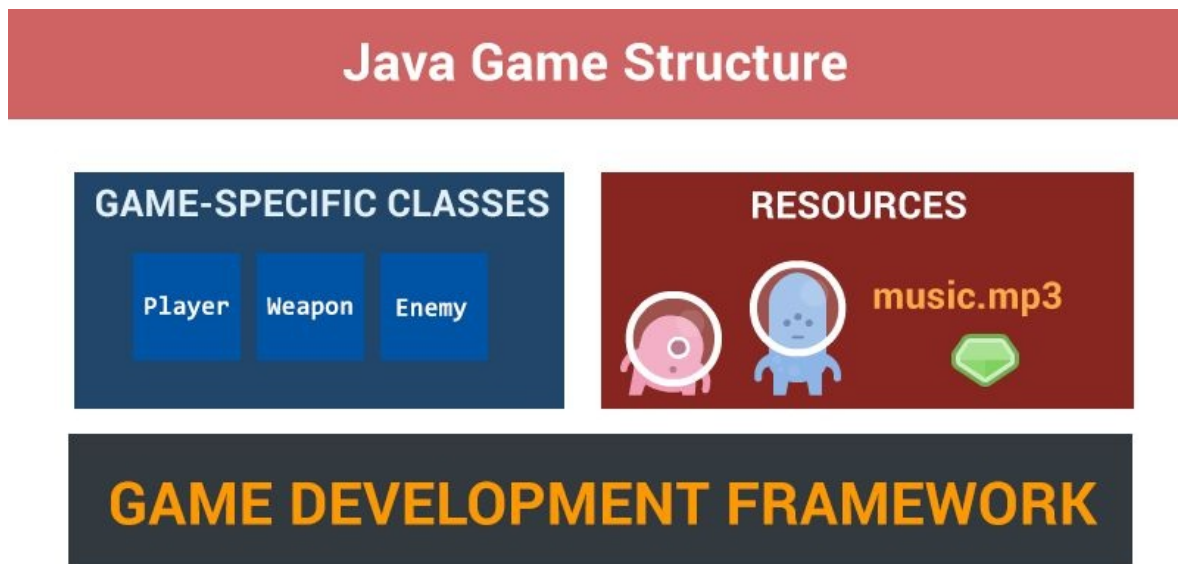 Java Game Structure
GAME-SPECIFIC CLASSES
Player Weapon Enemy
RESOURCES
music.mp3
GAME DEVELOPMENT FRAMEWORK